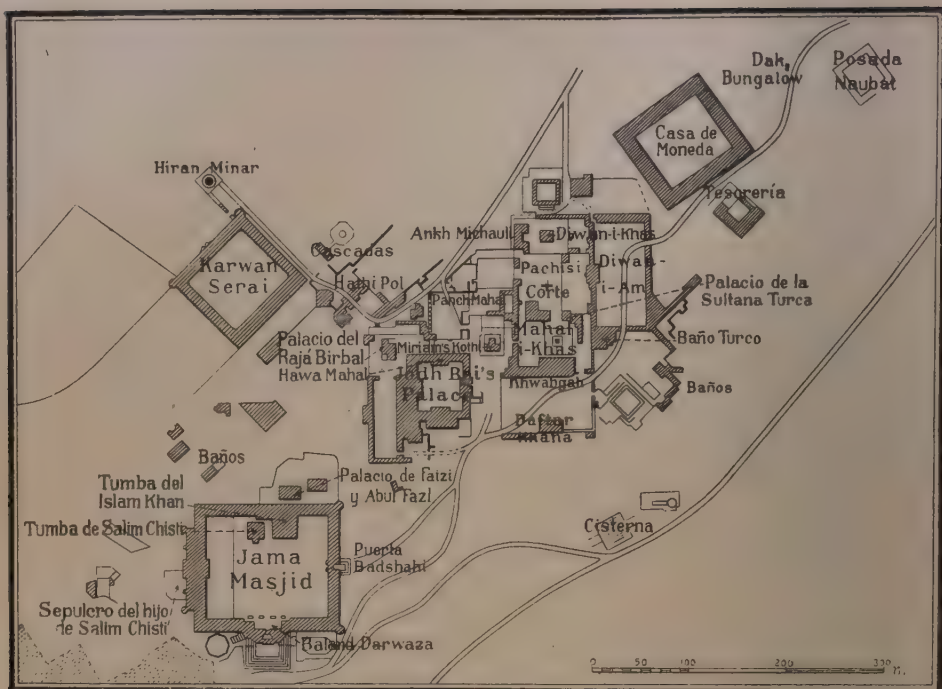 Dak,
Bungalow
Posada
Naubat
Casa de
Moneda
Tesorería
Hiran Minar
Karwan
Serai
Cascadas
Hathi Pol
Ankh Michauli
Diwan-i-Khas
Diwan-
i-Am
Pachisi
Corte
Panch Mahal
Palacio de la
Sultana Turca
Mahal
i-Khas
Baño Turco
Palacio del
Rajá Birbal
Miriam's Kothi
Hawa Mahal
Jodh Bai's
Palace
Khwabgah
Baños
Daftar
Khana
Baños
Palacio de Faizi
y Abul Fazl
Tumba del
Islam Khan
Tumba de Salim Chisti
Jama
Masjid
Puerta
Badshahi
Cisterna
Sepulcro del hijo
de Salim Chisti
Baland Darwaza
0 50 100 200 300 m.